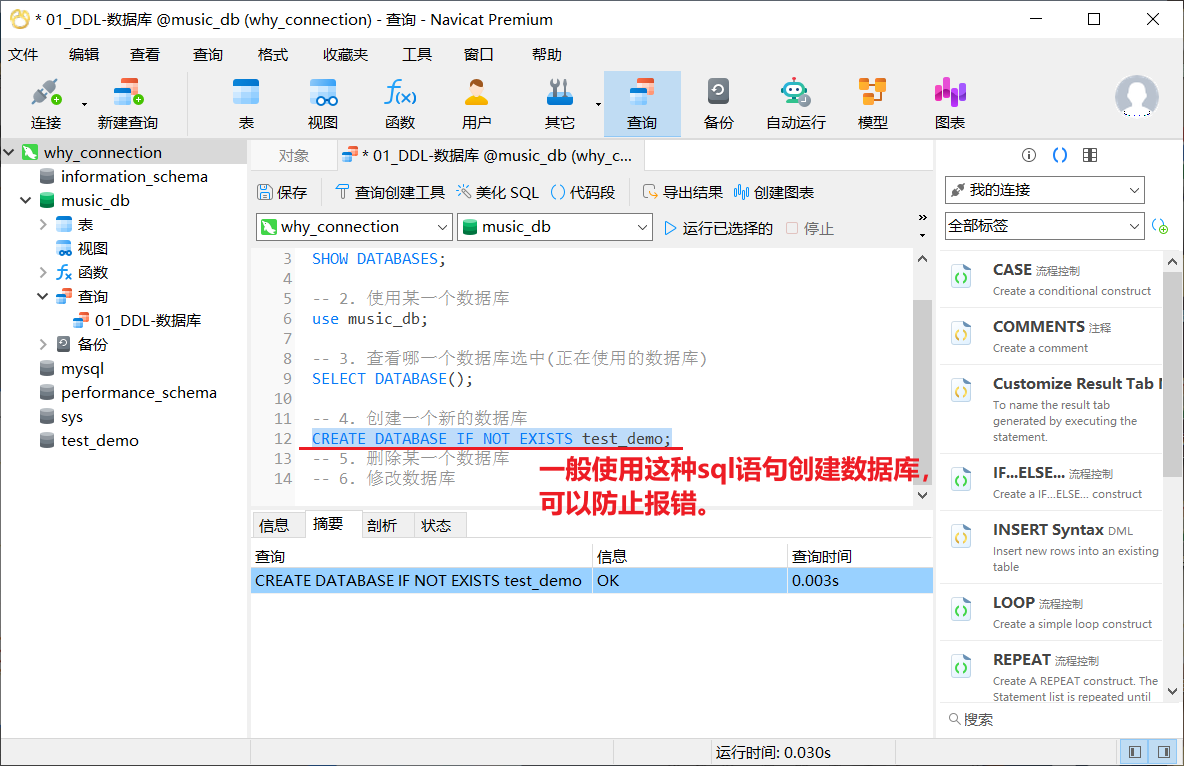 * 01_DDL-数据库 @music_db (why_connection) - 查询 - Navicat Premium
文件 编辑 查看 查询 格式 收藏夹 工具 窗口 帮助
连接 新建查询 表 视图 函数 用户 其它 查询 备份 自动运行 模型 图表
why_connection
information_schema
music_db
表
视图
函数
查询
01_DDL-数据库
备份
mysql
performance_schema
sys
test_demo
对象 * 01_DDL-数据库 @music_db (why_c...
保存 查询创建工具 美化 SQL 代码段 导出结果 创建图表
why_connection music_db 运行已选择的 停止
3 SHOW DATABASES;
4
5 -- 2. 使用某一个数据库
6 use music_db;
7
8 -- 3. 查看哪一个数据库选中(正在使用的数据库)
9 SELECT DATABASE();
10
11 -- 4. 创建一个新的数据库
12 CREATE DATABASE IF NOT EXISTS test_demo;
13 -- 5. 删除某一个数据库
14 -- 6. 修改数据库
一般使用这种sql语句创建数据库，
可以防止报错。
信息 摘要 剖析 状态
查询 信息 查询时间
CREATE DATABASE IF NOT EXISTS test_demo OK 0.003s
我的连接
全部标签
CASE 流程控制
Create a conditional construct
COMMENTS 注释
Create a comment
Customize Result Tab N
To name the result tab
generated by executing the
statement.
IF...ELSE... 流程控制
Create a IF...ELSE... construct
INSERT Syntax DML
Insert new rows into an existing
table
LOOP 流程控制
Create a simple loop construct
REPEAT 流程控制
Create A REPEAT construct. The
Statement list is repeated until
搜索
运行时间: 0.030s